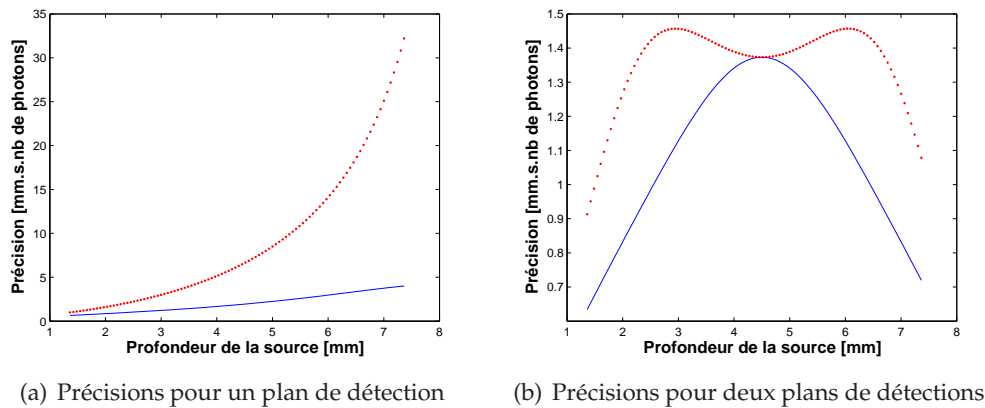 35
30
25
20
15
10
5
0
Précision [mm.s.nb de photons]
1 2 3 4 5 6 7 8
Profondeur de la source [mm]
(a) Précisions pour un plan de détection
1.5
1.4
1.3
1.2
1.1
1
0.9
0.8
0.7
Précision [mm.s.nb de photons]
1 2 3 4 5 6 7 8
Profondeur de la source [mm]
(b) Précisions pour deux plans de détections